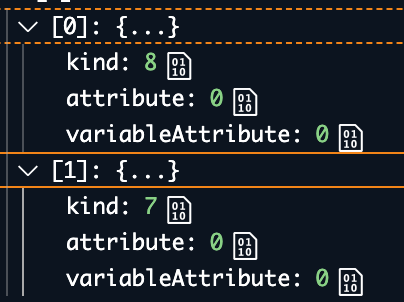 [0]: {...}
kind: 8
attribute: 0
variableAttribute: 0
[1]: {...}
kind: 7
attribute: 0
variableAttribute: 0